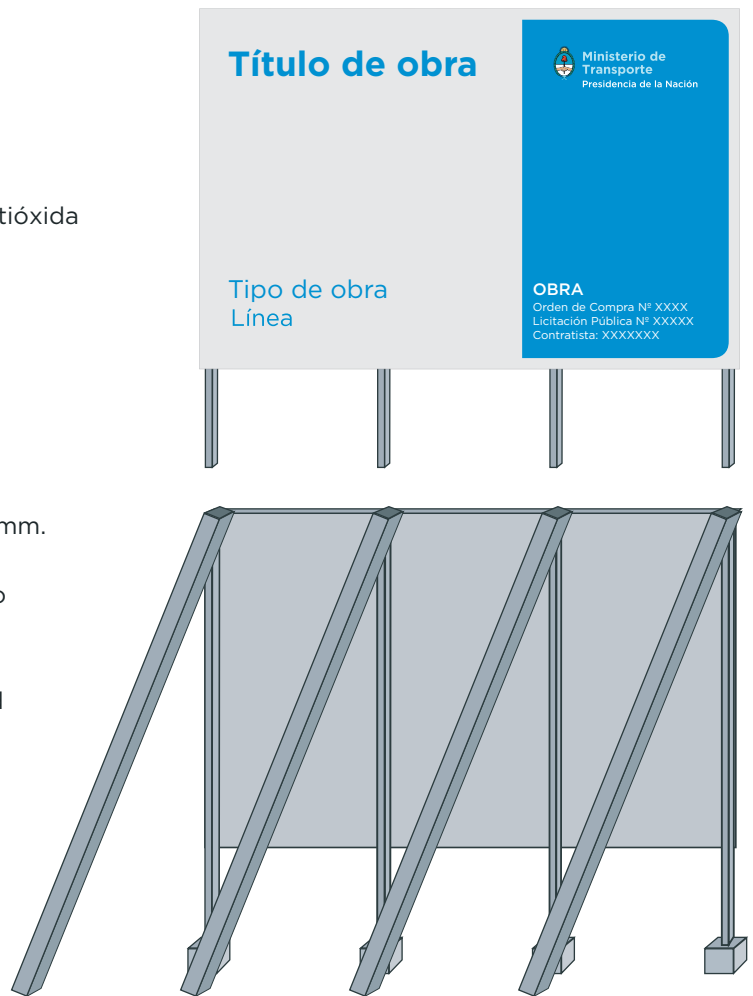 Título de obra
Ministerio de
Transporte
Presidencia de la Nación
tióxida
Tipo de obra
Línea
OBRA
Orden de Compra Nº XXXX
Licitación Pública Nº XXXXX
Contratista: XXXXXXX
mm.